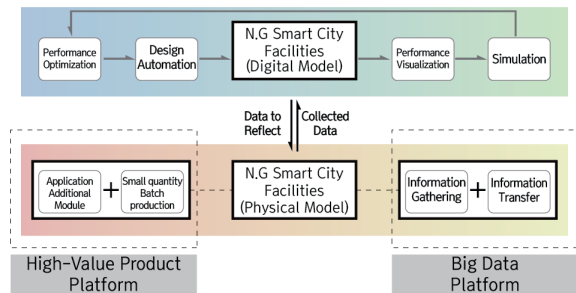 Performance
Optimization
Design
Automation
N.G Smart City
Facilities
(Digital Model)
Performance
Visualization
Simulation
Data to
Reflect
Collected
Data
Application
Additional
Module
+
Small quantity
Batch
production
N.G Smart City
Facilities
(Physical Model)
Information
Gathering
+
Information
Transfer
High-Value Product
Platform
Big Data
Platform